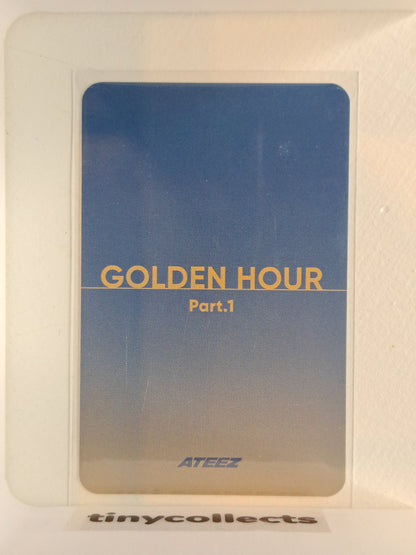 GOLDEN HOUR
Part.1
ATEEZ
tinycollects